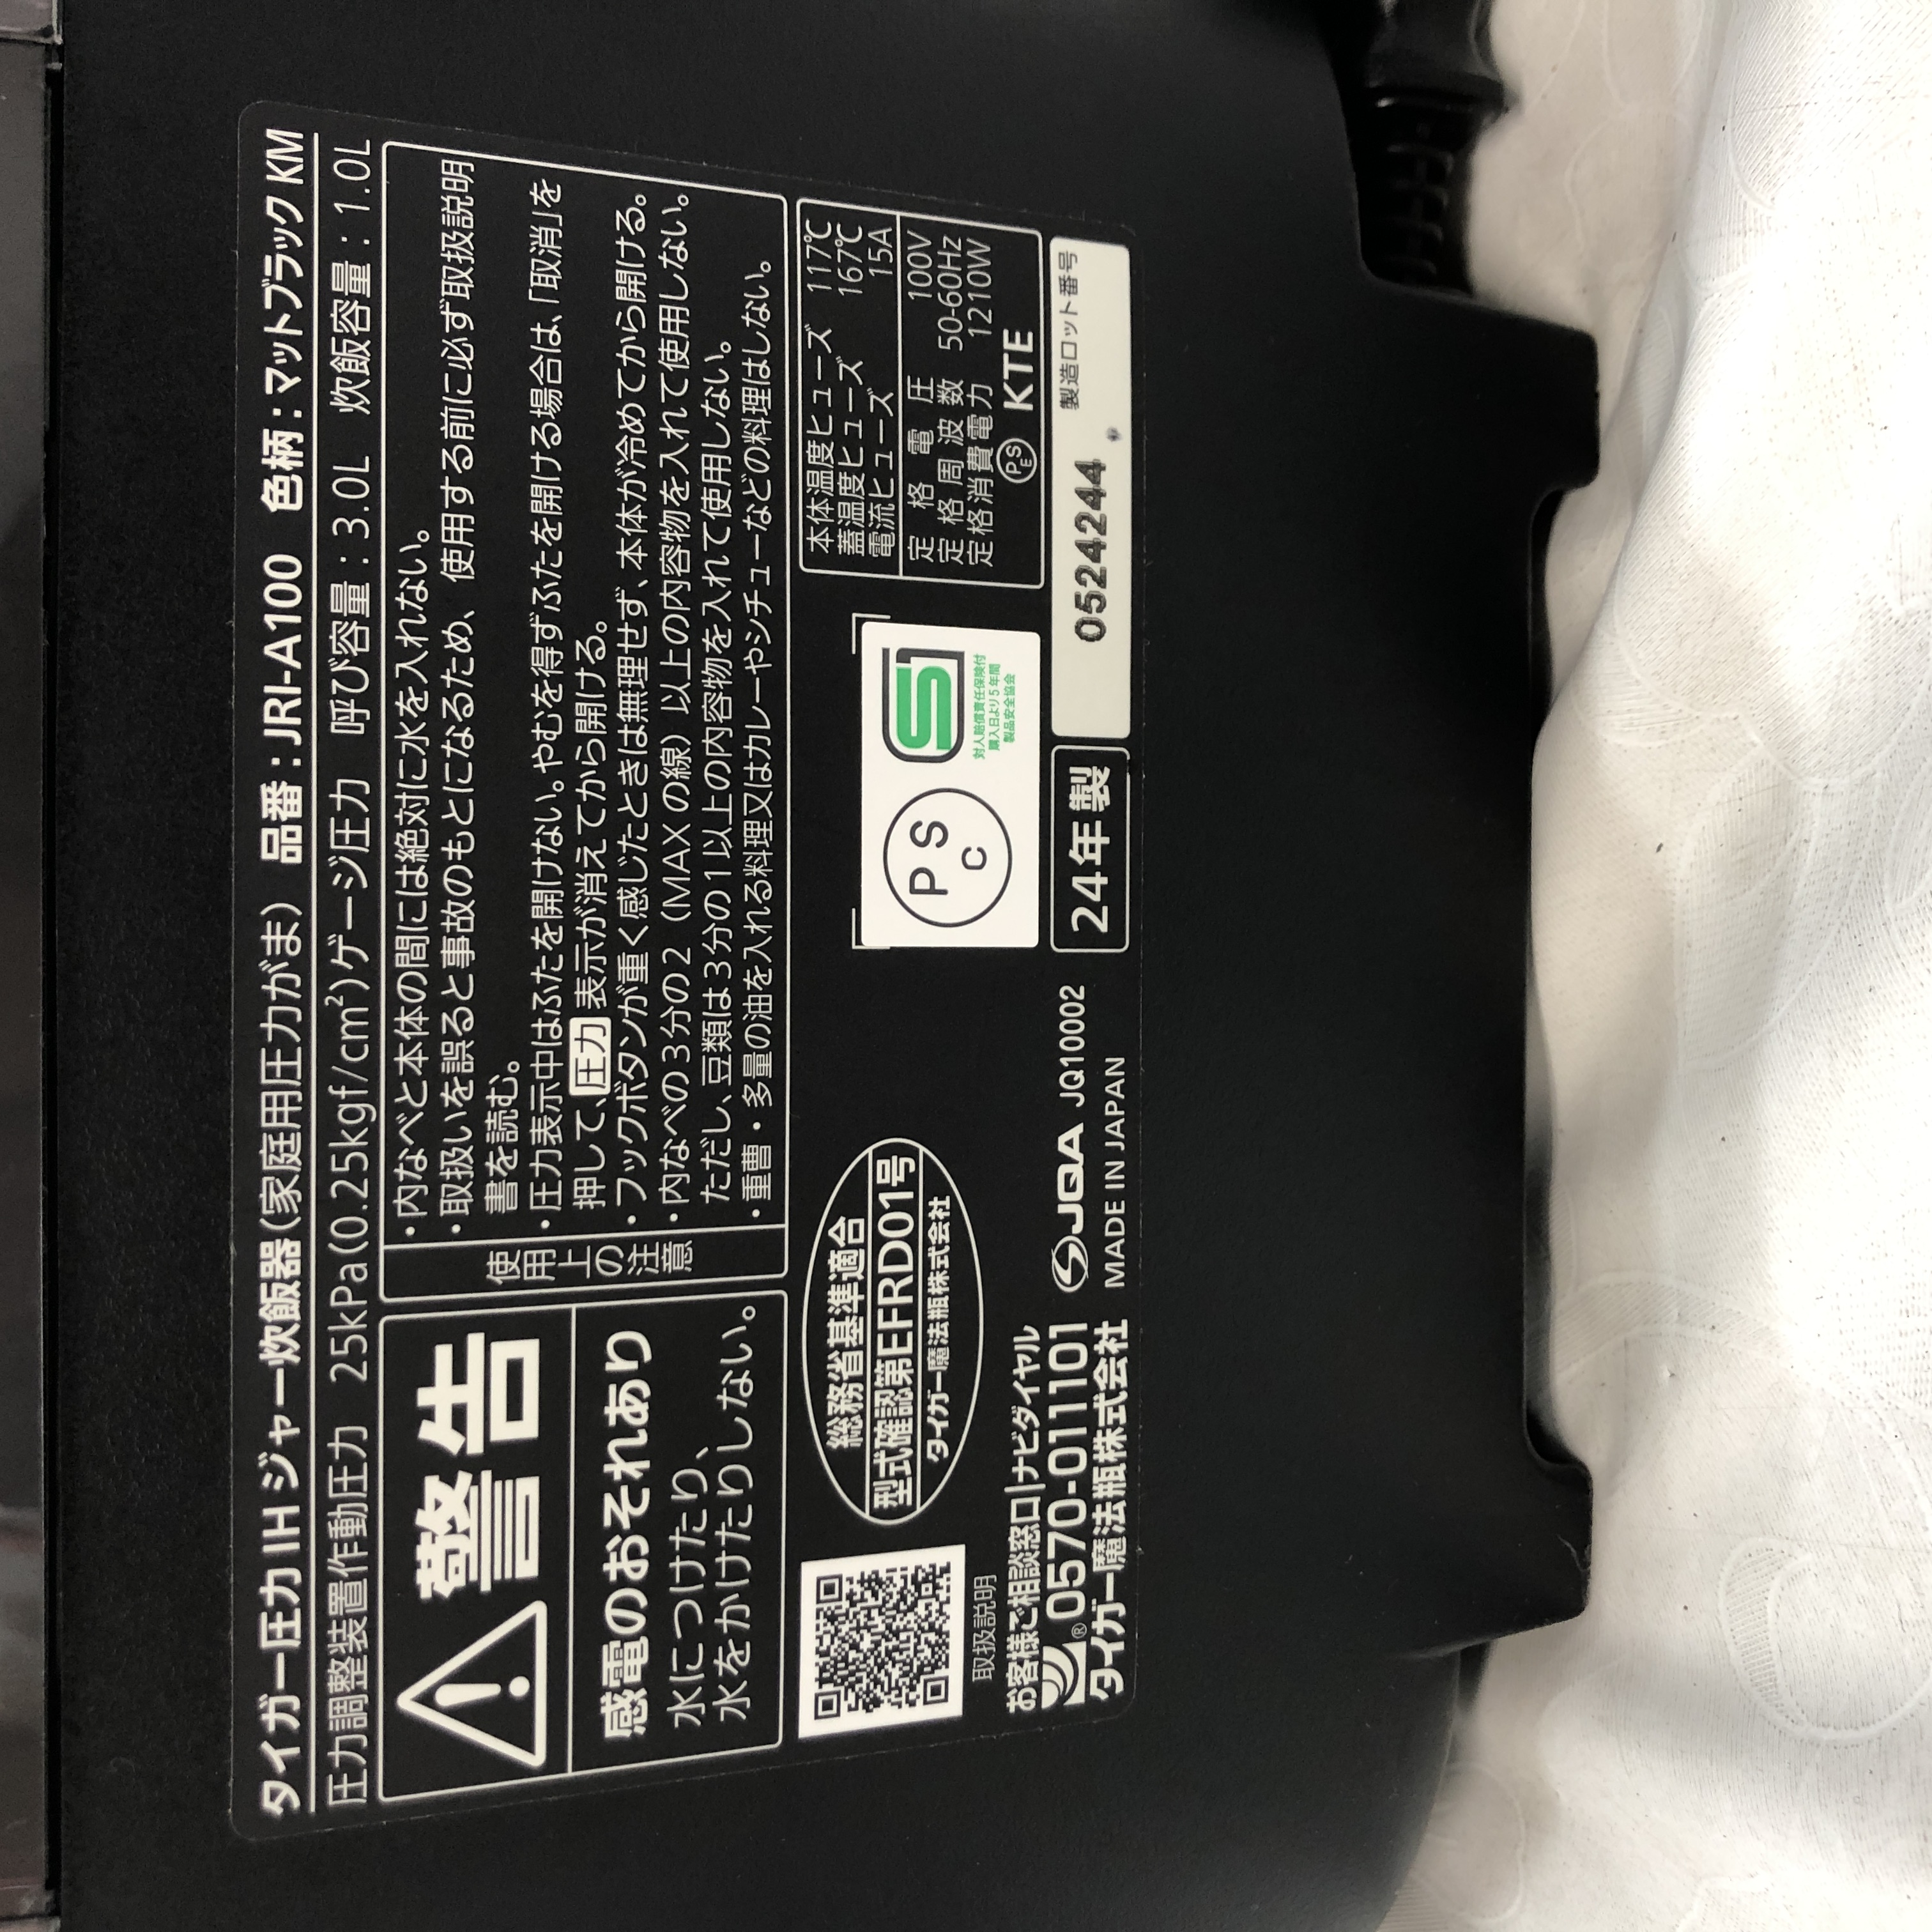 タイガー圧力IHジャー炊飯器(家庭用圧力がま) 品番:JRI-A100 色柄:マットブラック KM
圧力調整装置作動圧力 25kPa(0.25kgf/cm²)ゲージ圧力 呼び容量:3.0L 炊飯容量:1.0L
警告
感電のおそれあり
水につけたり、
水をかけたりしない。
使用上の注意
・内なべと本体の間には絶対に水を入れない。
・取扱いを誤ると事故のもとになるため、使用する前に必ず取扱説明
書を読む。
・圧力表示中はふたを開けない。やむを得ずふたを開ける場合は、「取消」を
押して、圧力 表示が消えてから開ける。
・フックボタンが重く感じたときは無理せず、本体が冷めてから開ける。
・内なべの3分の2(MAXの線)以上の内容物を入れて使用しない。
ただし、豆類は3分の1以上の内容物を入れて使用しない。
・重曹・多量の油を入れる料理又はカレーやシチューなどの料理はしない。
取扱説明
総務省基準適合
型式確認第EFRD01号
タイガー魔法瓶株式会社
お客様ご相談窓口|ナビダイヤル
®0570-011101
タイガー魔法瓶株式会社
JQA JQ10002
MADE IN JAPAN
PS
C
S
対人賠償責任保険付
購入日より5年間
製品安全協会
24年製
本体温度ヒューズ 117℃
蓋温度ヒューズ 167℃
電流ヒューズ 15A
定格電圧 100V
定格周波数 50-60Hz
定格消費電力 1210W
PSE KTE
製造ロット番号
0524244